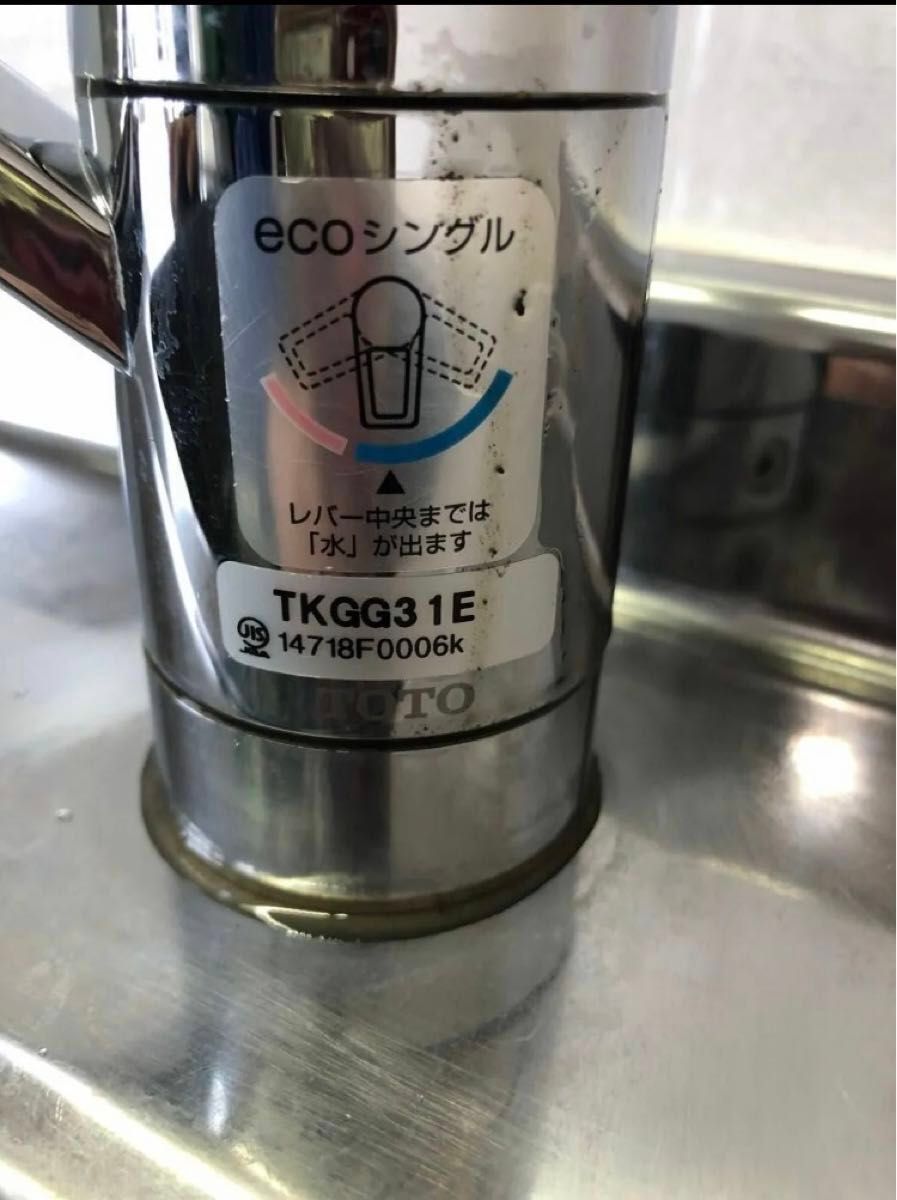 ecoシングル
レバー中央までは
「水」が出ます
TKGG31E
JIS
14718F0006k
TOTO